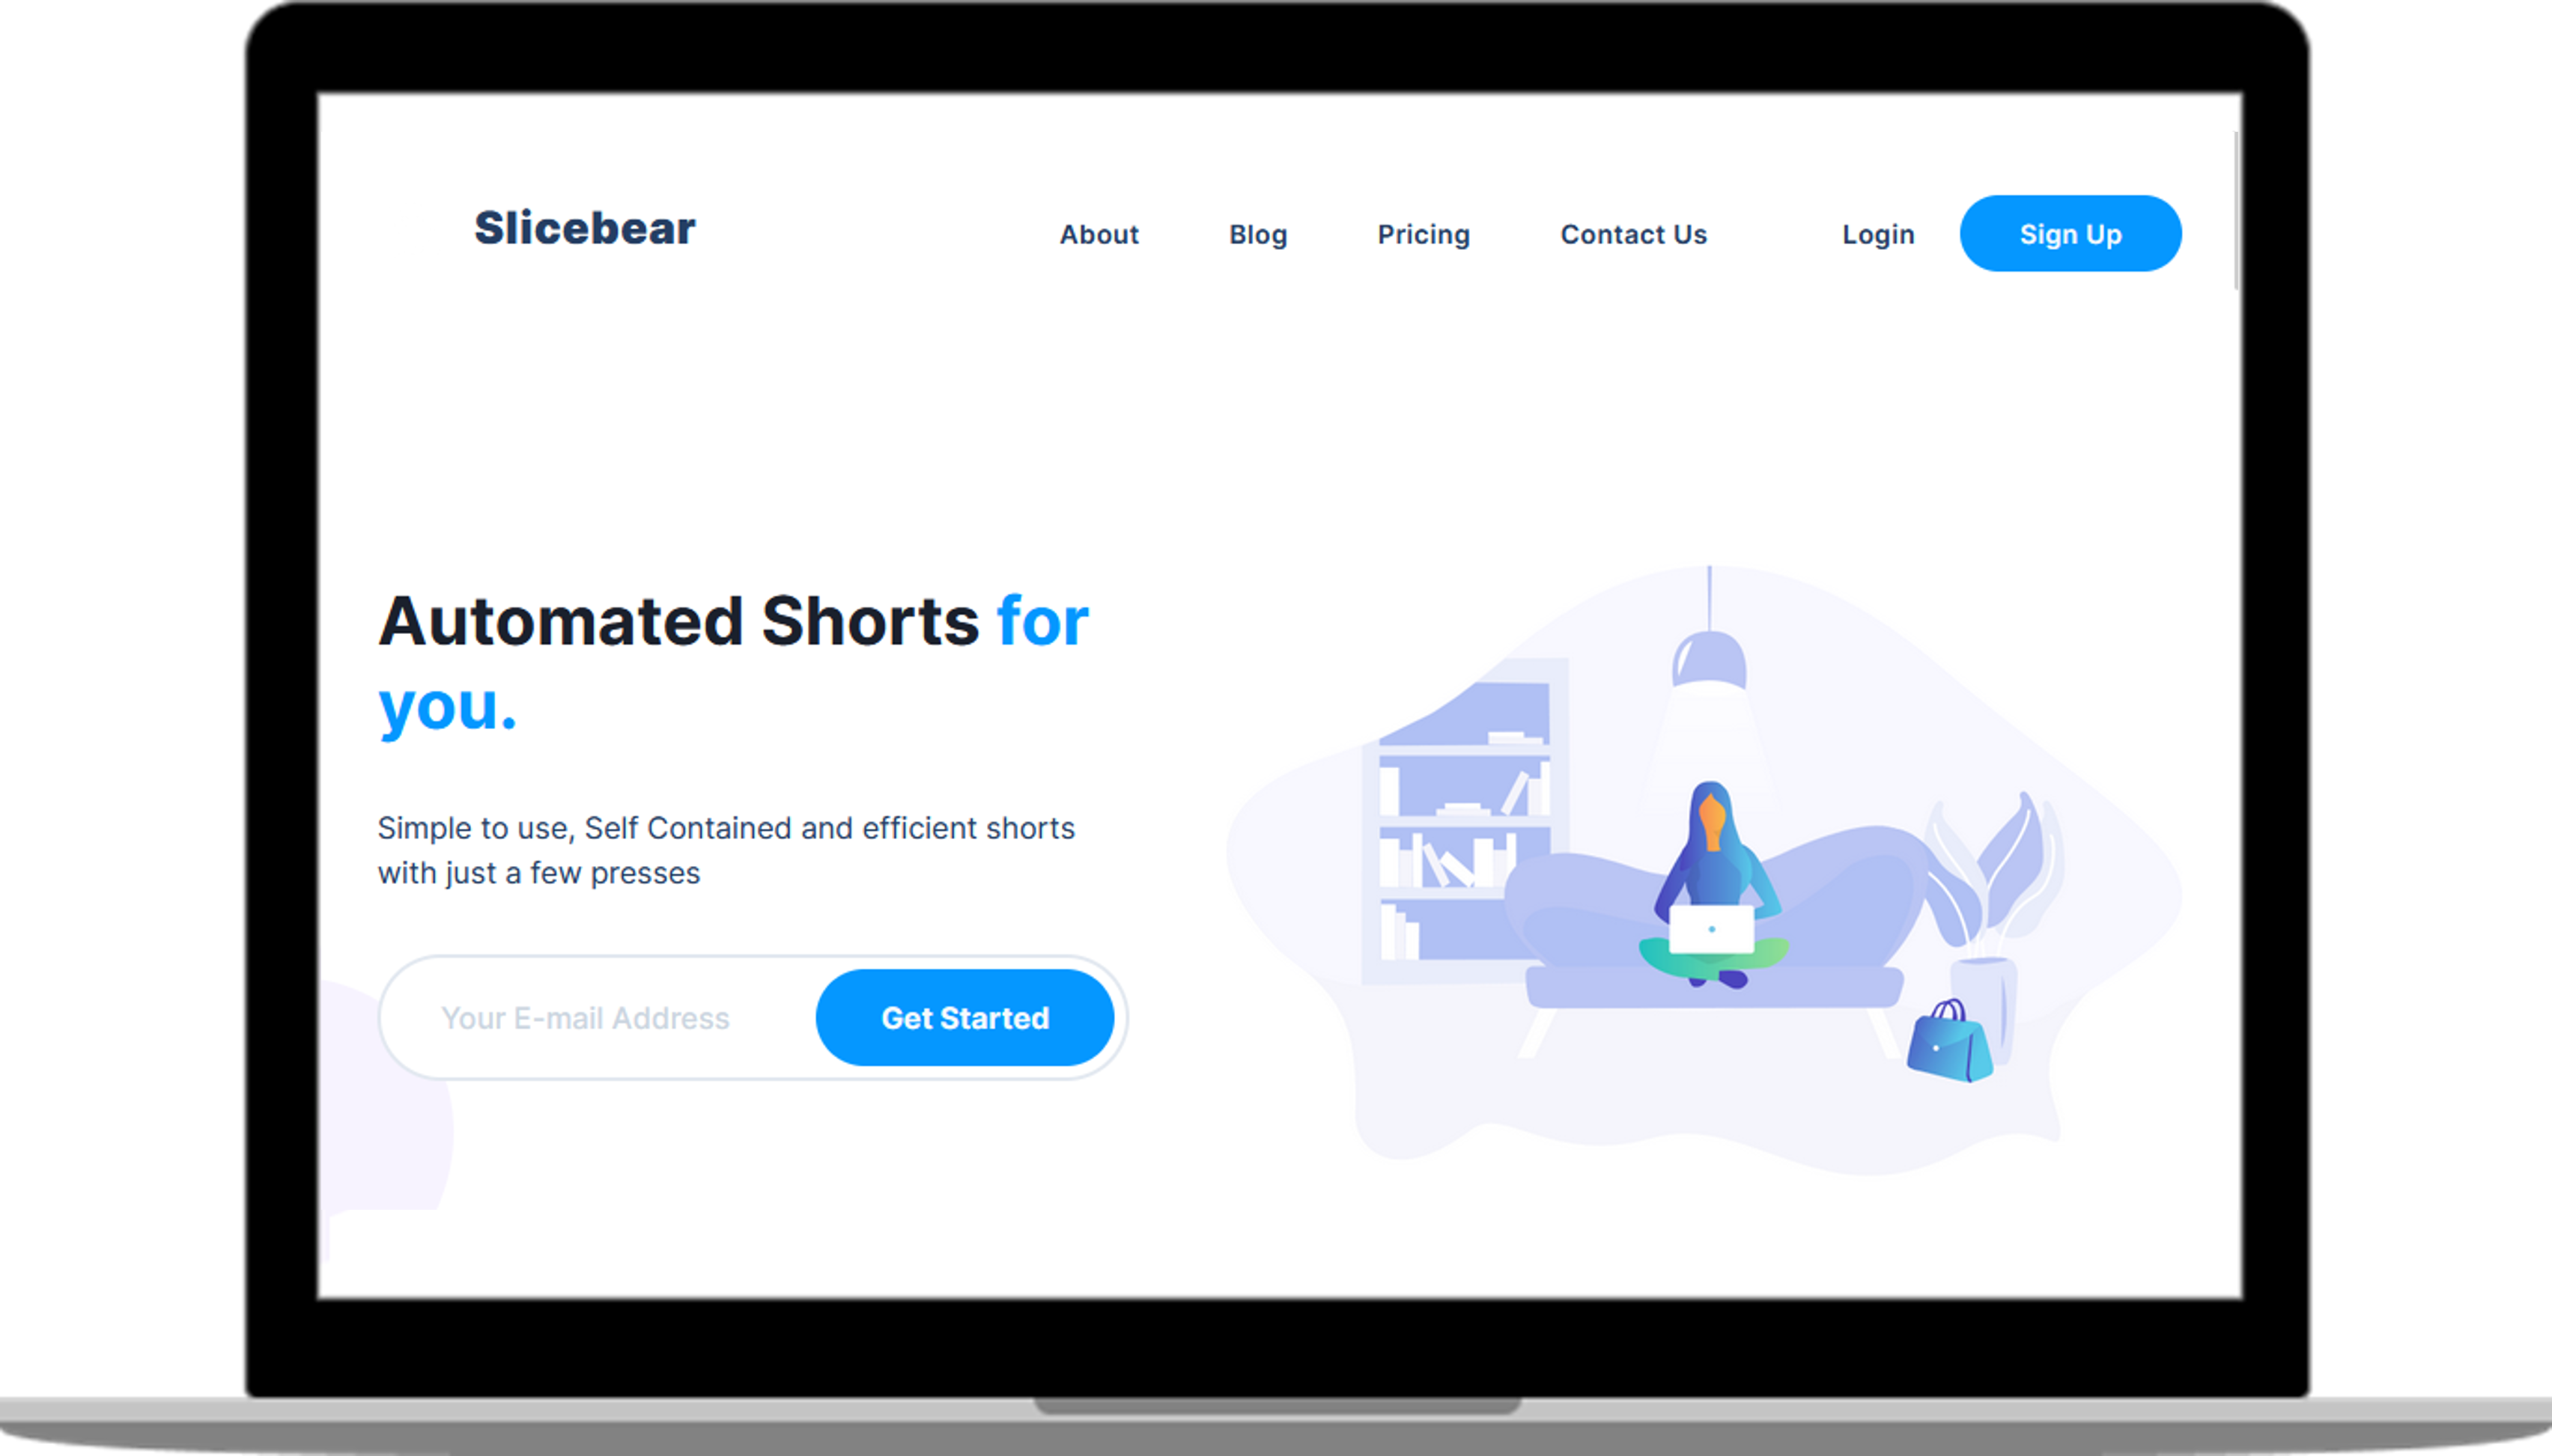 Slicebear
About
Blog
Pricing
Contact Us
Login
Sign Up
Automated Shorts for
you.
Simple to use, Self Contained and efficient shorts
with just a few presses
Your E-mail Address
Get Started